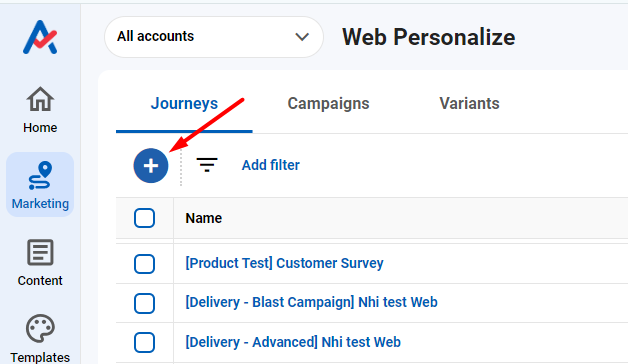 All accounts
Web Personalize
Home
Marketing
Content
Templates
Journeys
Campaigns
Variants
Add filter
Name
[Product Test] Customer Survey
[Delivery - Blast Campaign] Nhi test Web
[Delivery - Advanced] Nhi test Web